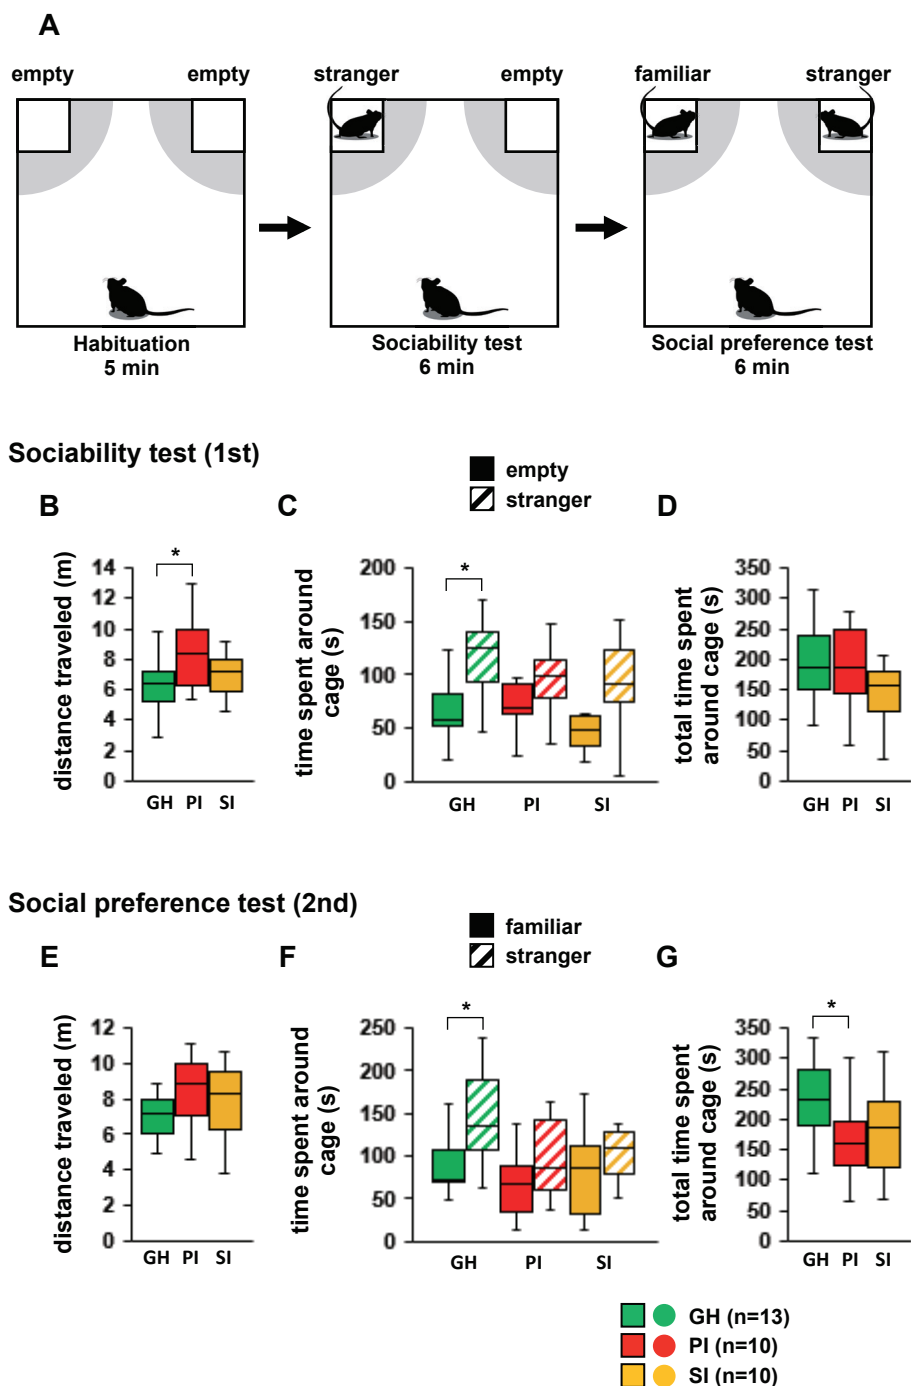 A
empty empty stranger empty familiar stranger
Habituation
5 min
Sociability test
6 min
Social preference test
6 min
Sociability test (1st)
empty
stranger
B
distance traveled (m)
14
12
10
8
6
4
2
0
GH PI SI
*
C
time spent around
cage (s)
200
150
100
50
0
GH PI SI
*
D
total time spent
around cage (s)
350
300
250
200
150
100
50
0
GH PI SI
Social preference test (2nd)
familiar
stranger
E
distance traveled (m)
12
10
8
6
4
2
0
GH PI SI
F
time spent around
cage (s)
250
200
150
100
50
0
GH PI SI
*
G
total time spent
around cage (s)
350
300
250
200
150
100
50
0
GH PI SI
*
GH (n=13)
PI (n=10)
SI (n=10)